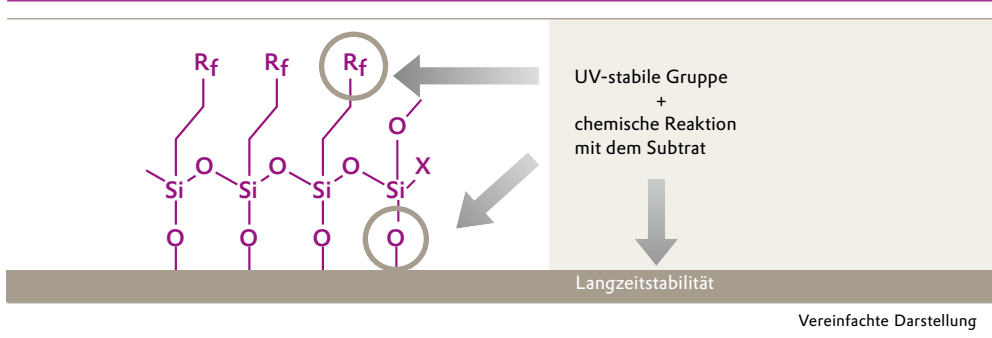 Rf Rf Rf
O
O O O X
Si Si Si Si
O O O O
UV-stabile Gruppe
+
chemische Reaktion
mit dem Subtrat
Langzeitstabilität
Vereinfachte Darstellung